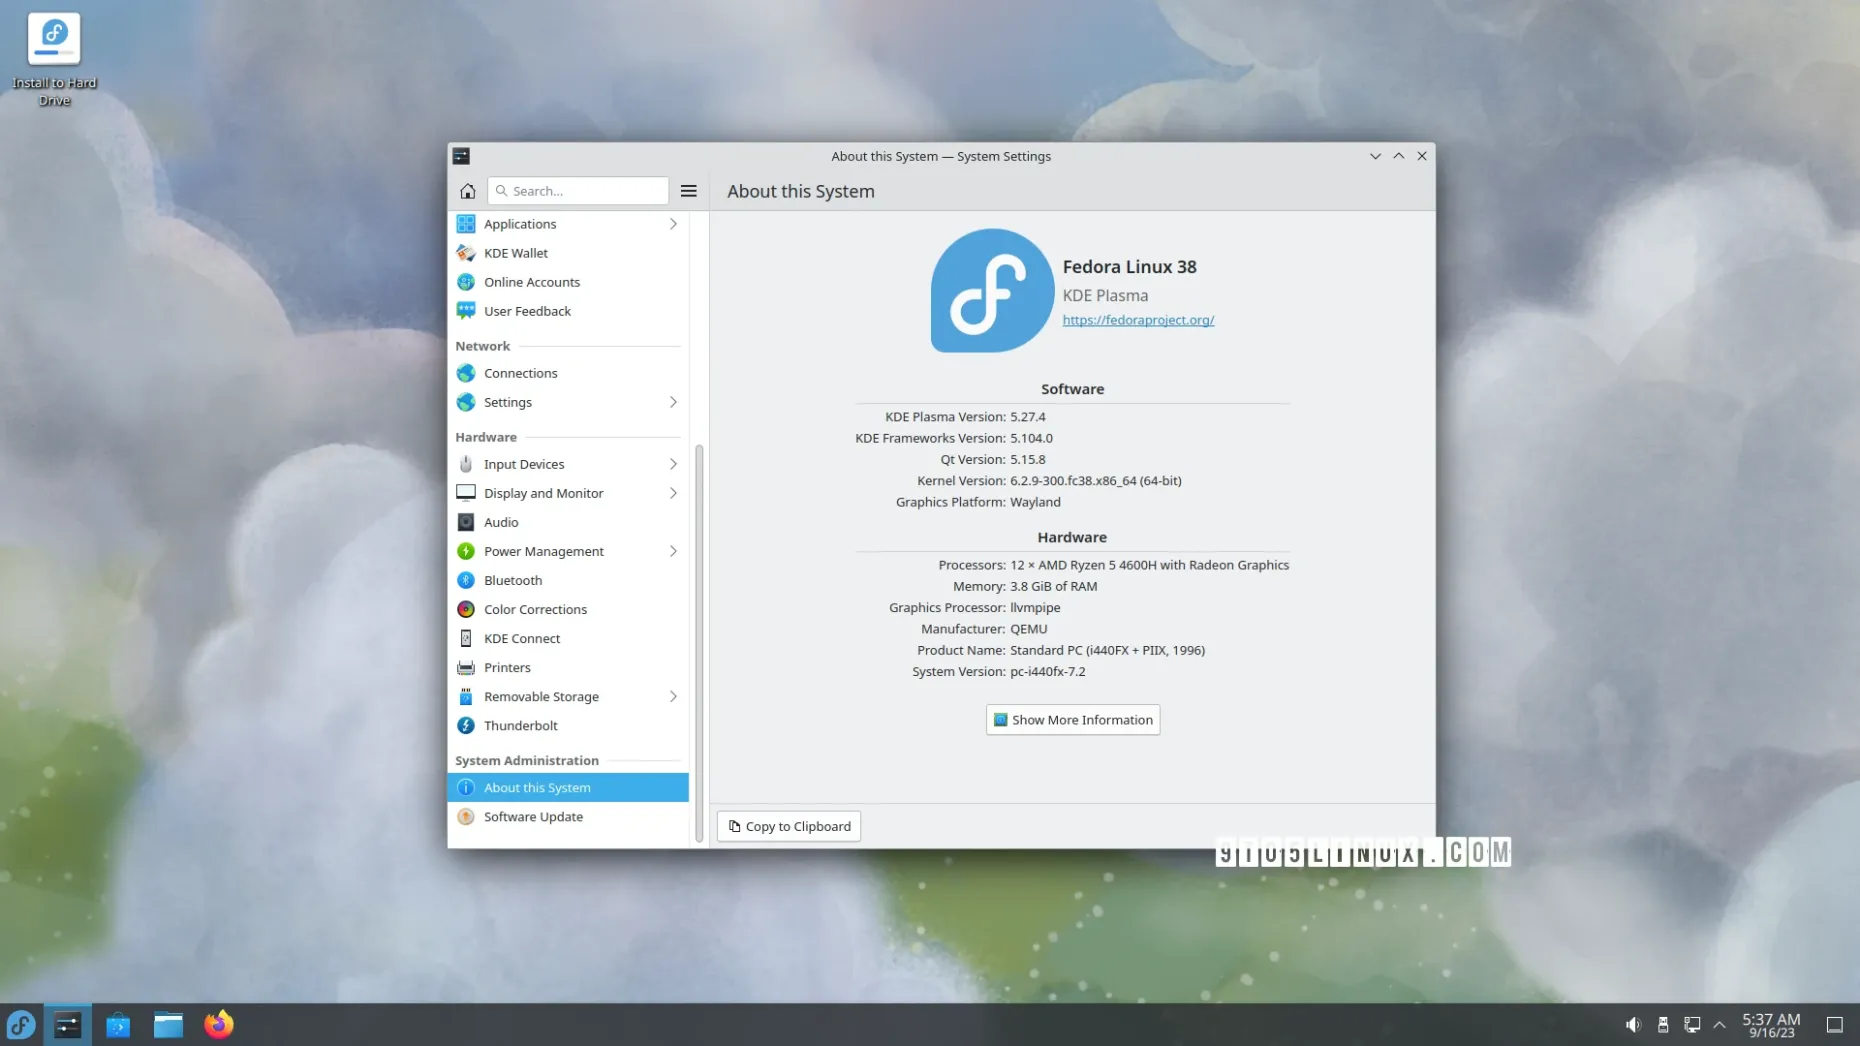 Install to Hard
Drive
About this System — System Settings
Search...
About this System
Applications
KDE Wallet
Online Accounts
User Feedback
Network
Connections
Settings
Hardware
Input Devices
Display and Monitor
Audio
Power Management
Bluetooth
Color Corrections
KDE Connect
Printers
Removable Storage
Thunderbolt
System Administration
About this System
Software Update
Fedora Linux 38
KDE Plasma
https://fedoraproject.org/
Software
KDE Plasma Version: 5.27.4
KDE Frameworks Version: 5.104.0
Qt Version: 5.15.8
Kernel Version: 6.2.9-300.fc38.x86_64 (64-bit)
Graphics Platform: Wayland
Hardware
Processors: 12 × AMD Ryzen 5 4600H with Radeon Graphics
Memory: 3.8 GiB of RAM
Graphics Processor: llvmpipe
Manufacturer: QEMU
Product Name: Standard PC (i440FX + PIIX, 1996)
System Version: pc-i440fx-7.2
Show More Information
Copy to Clipboard
9TO5LINUX.COM
5:37 AM
9/16/23